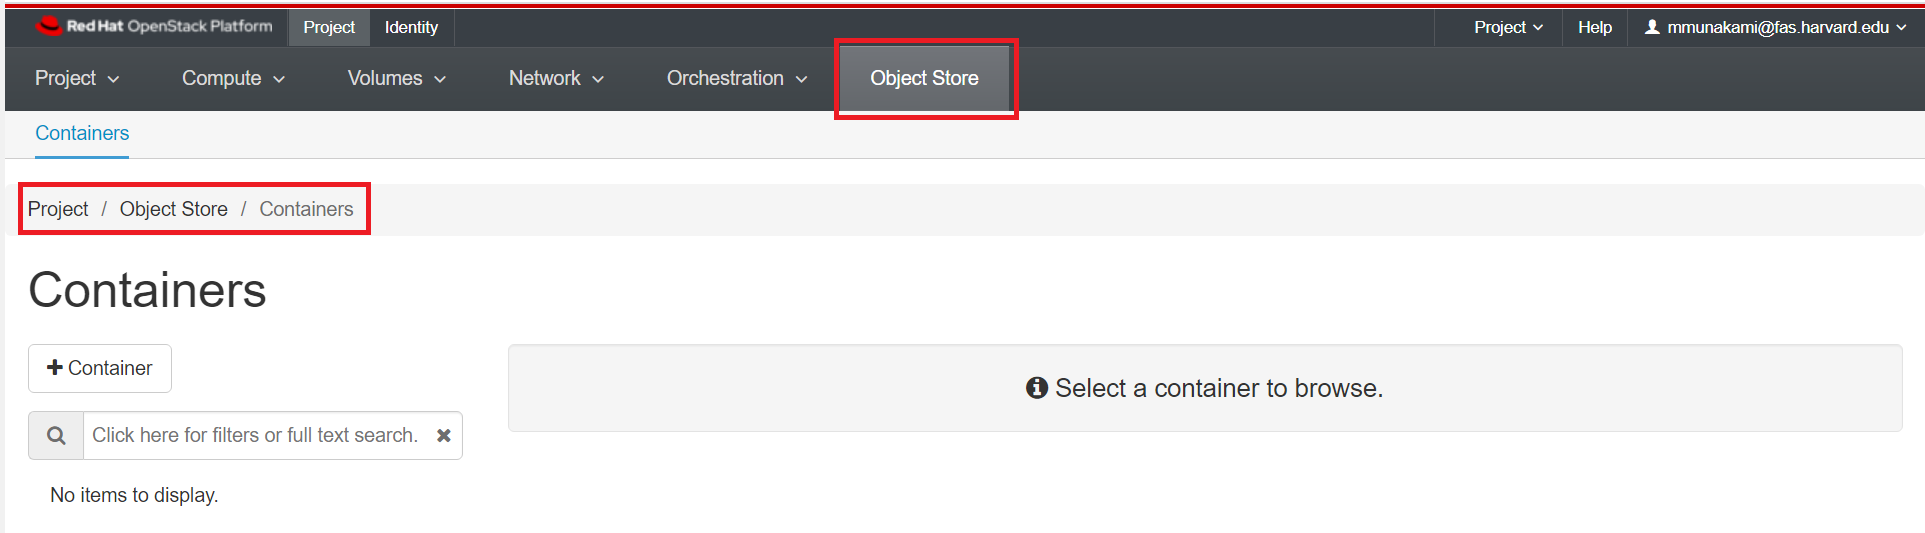 Red Hat OpenStack Platform Project Identity Project Help mmunakami@fas.harvard.edu
Project Compute Volumes Network Orchestration Object Store
Containers
Project / Object Store / Containers
Containers
+ Container
Select a container to browse.
Click here for filters or full text search.
No items to display.